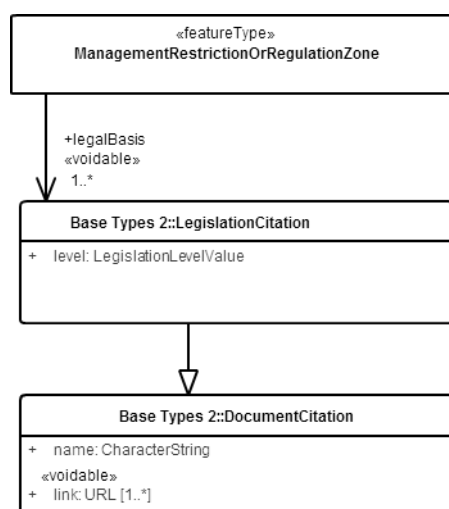 «featureType»
ManagementRestrictionOrRegulationZone
+legalBasis
«voidable»
1..*
Base Types 2::LegislationCitation
+ level: LegislationLevelValue
Base Types 2::DocumentCitation
+ name: CharacterString
«voidable»
+ link: URL [1..*]